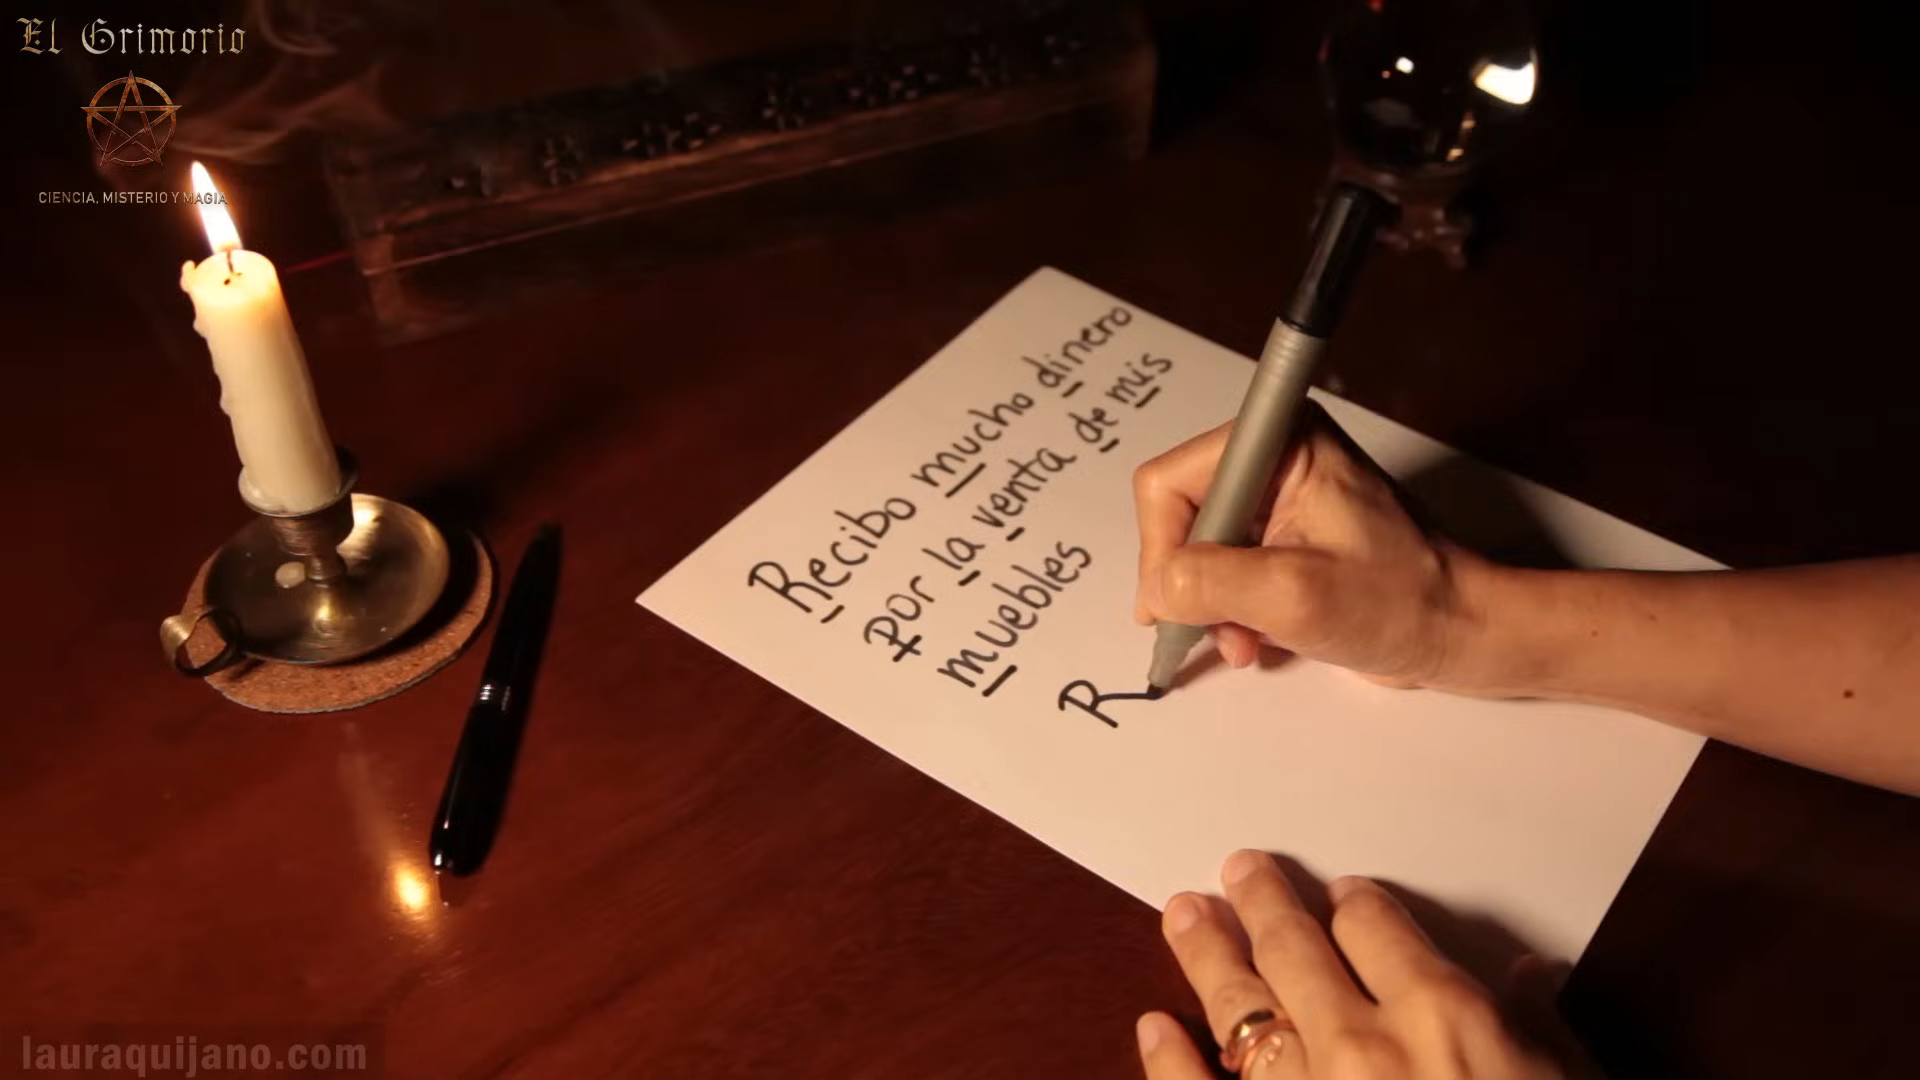 El Grimorio
CIENCIA, MISTERIO Y MAGIA
Recibo mucho dinero
por la venta de mis
muebles
R
lauraquijano.com